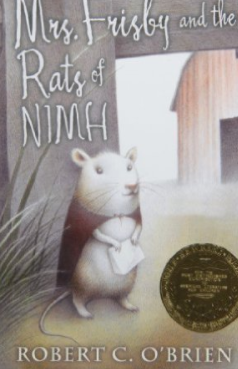 Mrs. Frisby and the
Rats of
NIMH
ROBERT C. O'BRIEN